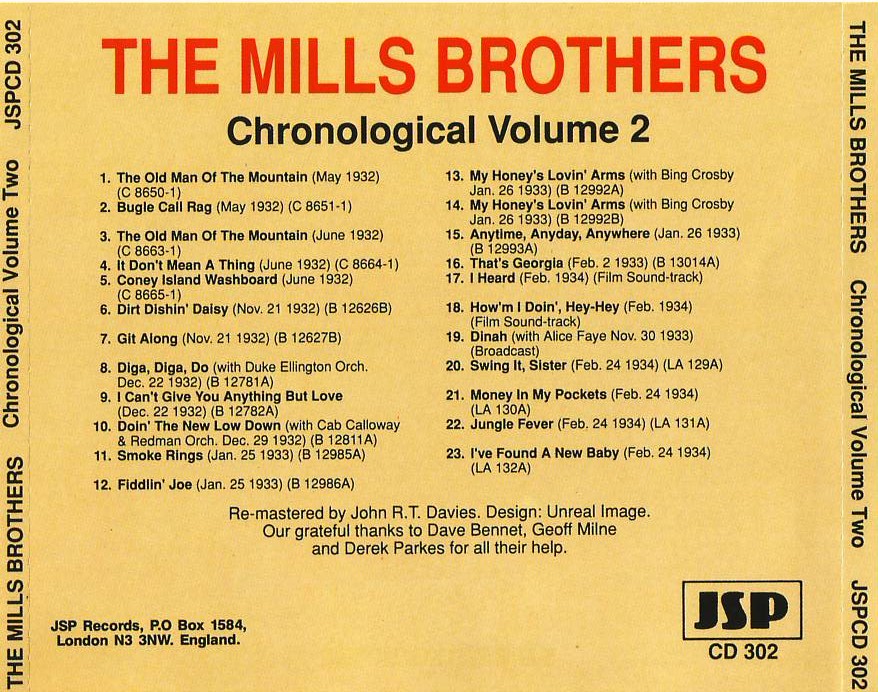 THE MILLS BROTHERS
Chronological Volume 2
1. The Old Man Of The Mountain (May 1932)
(C 8650-1)
2. Bugle Call Rag (May 1932) (C 8651-1)
3. The Old Man Of The Mountain (June 1932)
(C 8663-1)
4. It Don't Mean A Thing (June 1932) (C 8664-1)
5. Coney Island Washboard (June 1932)
(C 8665-1)
6. Dirt Dishin' Daisy (Nov. 21 1932) (B 12626B)
7. Git Along (Nov. 21 1932) (B 12627B)
8. Diga, Diga, Do (with Duke Ellington Orch.
Dec. 22 1932) (B 12781A)
9. I Can't Give You Anything But Love
(Dec. 22 1932) (B 12782A)
10. Doin' The New Low Down (with Cab Calloway
& Redman Orch. Dec. 29 1932) (B 12811A)
11. Smoke Rings (Jan. 25 1933) (B 12985A)
12. Fiddlin' Joe (Jan. 25 1933) (B 12986A)
13. My Honey's Lovin' Arms (with Bing Crosby
Jan. 26 1933) (B 12992A)
14. My Honey's Lovin' Arms (with Bing Crosby
Jan. 26 1933) (B 12992B)
15. Anytime, Anyday, Anywhere (Jan. 26 1933)
(B 12993A)
16. That's Georgia (Feb. 2 1933) (B 13014A)
17. I Heard (Feb. 1934) (Film Sound-track)
18. How'm I Doin', Hey-Hey (Feb. 1934)
(Film Sound-track)
19. Dinah (with Alice Faye Nov. 30 1933)
(Broadcast)
20. Swing It, Sister (Feb. 24 1934) (LA 129A)
21. Money In My Pockets (Feb. 24 1934)
(LA 130A)
22. Jungle Fever (Feb. 24 1934) (LA 131A)
23. I've Found A New Baby (Feb. 24 1934)
(LA 132A)
Re-mastered by John R.T. Davies. Design: Unreal Image.
Our grateful thanks to Dave Bennet, Geoff Milne
and Derek Parkes for all their help.
JSP Records, P.O Box 1584,
London N3 3NW. England.
JSP
CD 302
THE MILLS BROTHERS Chronological Volume Two JSPCD 302
THE MILLS BROTHERS Chronological Volume Two JSPCD 302